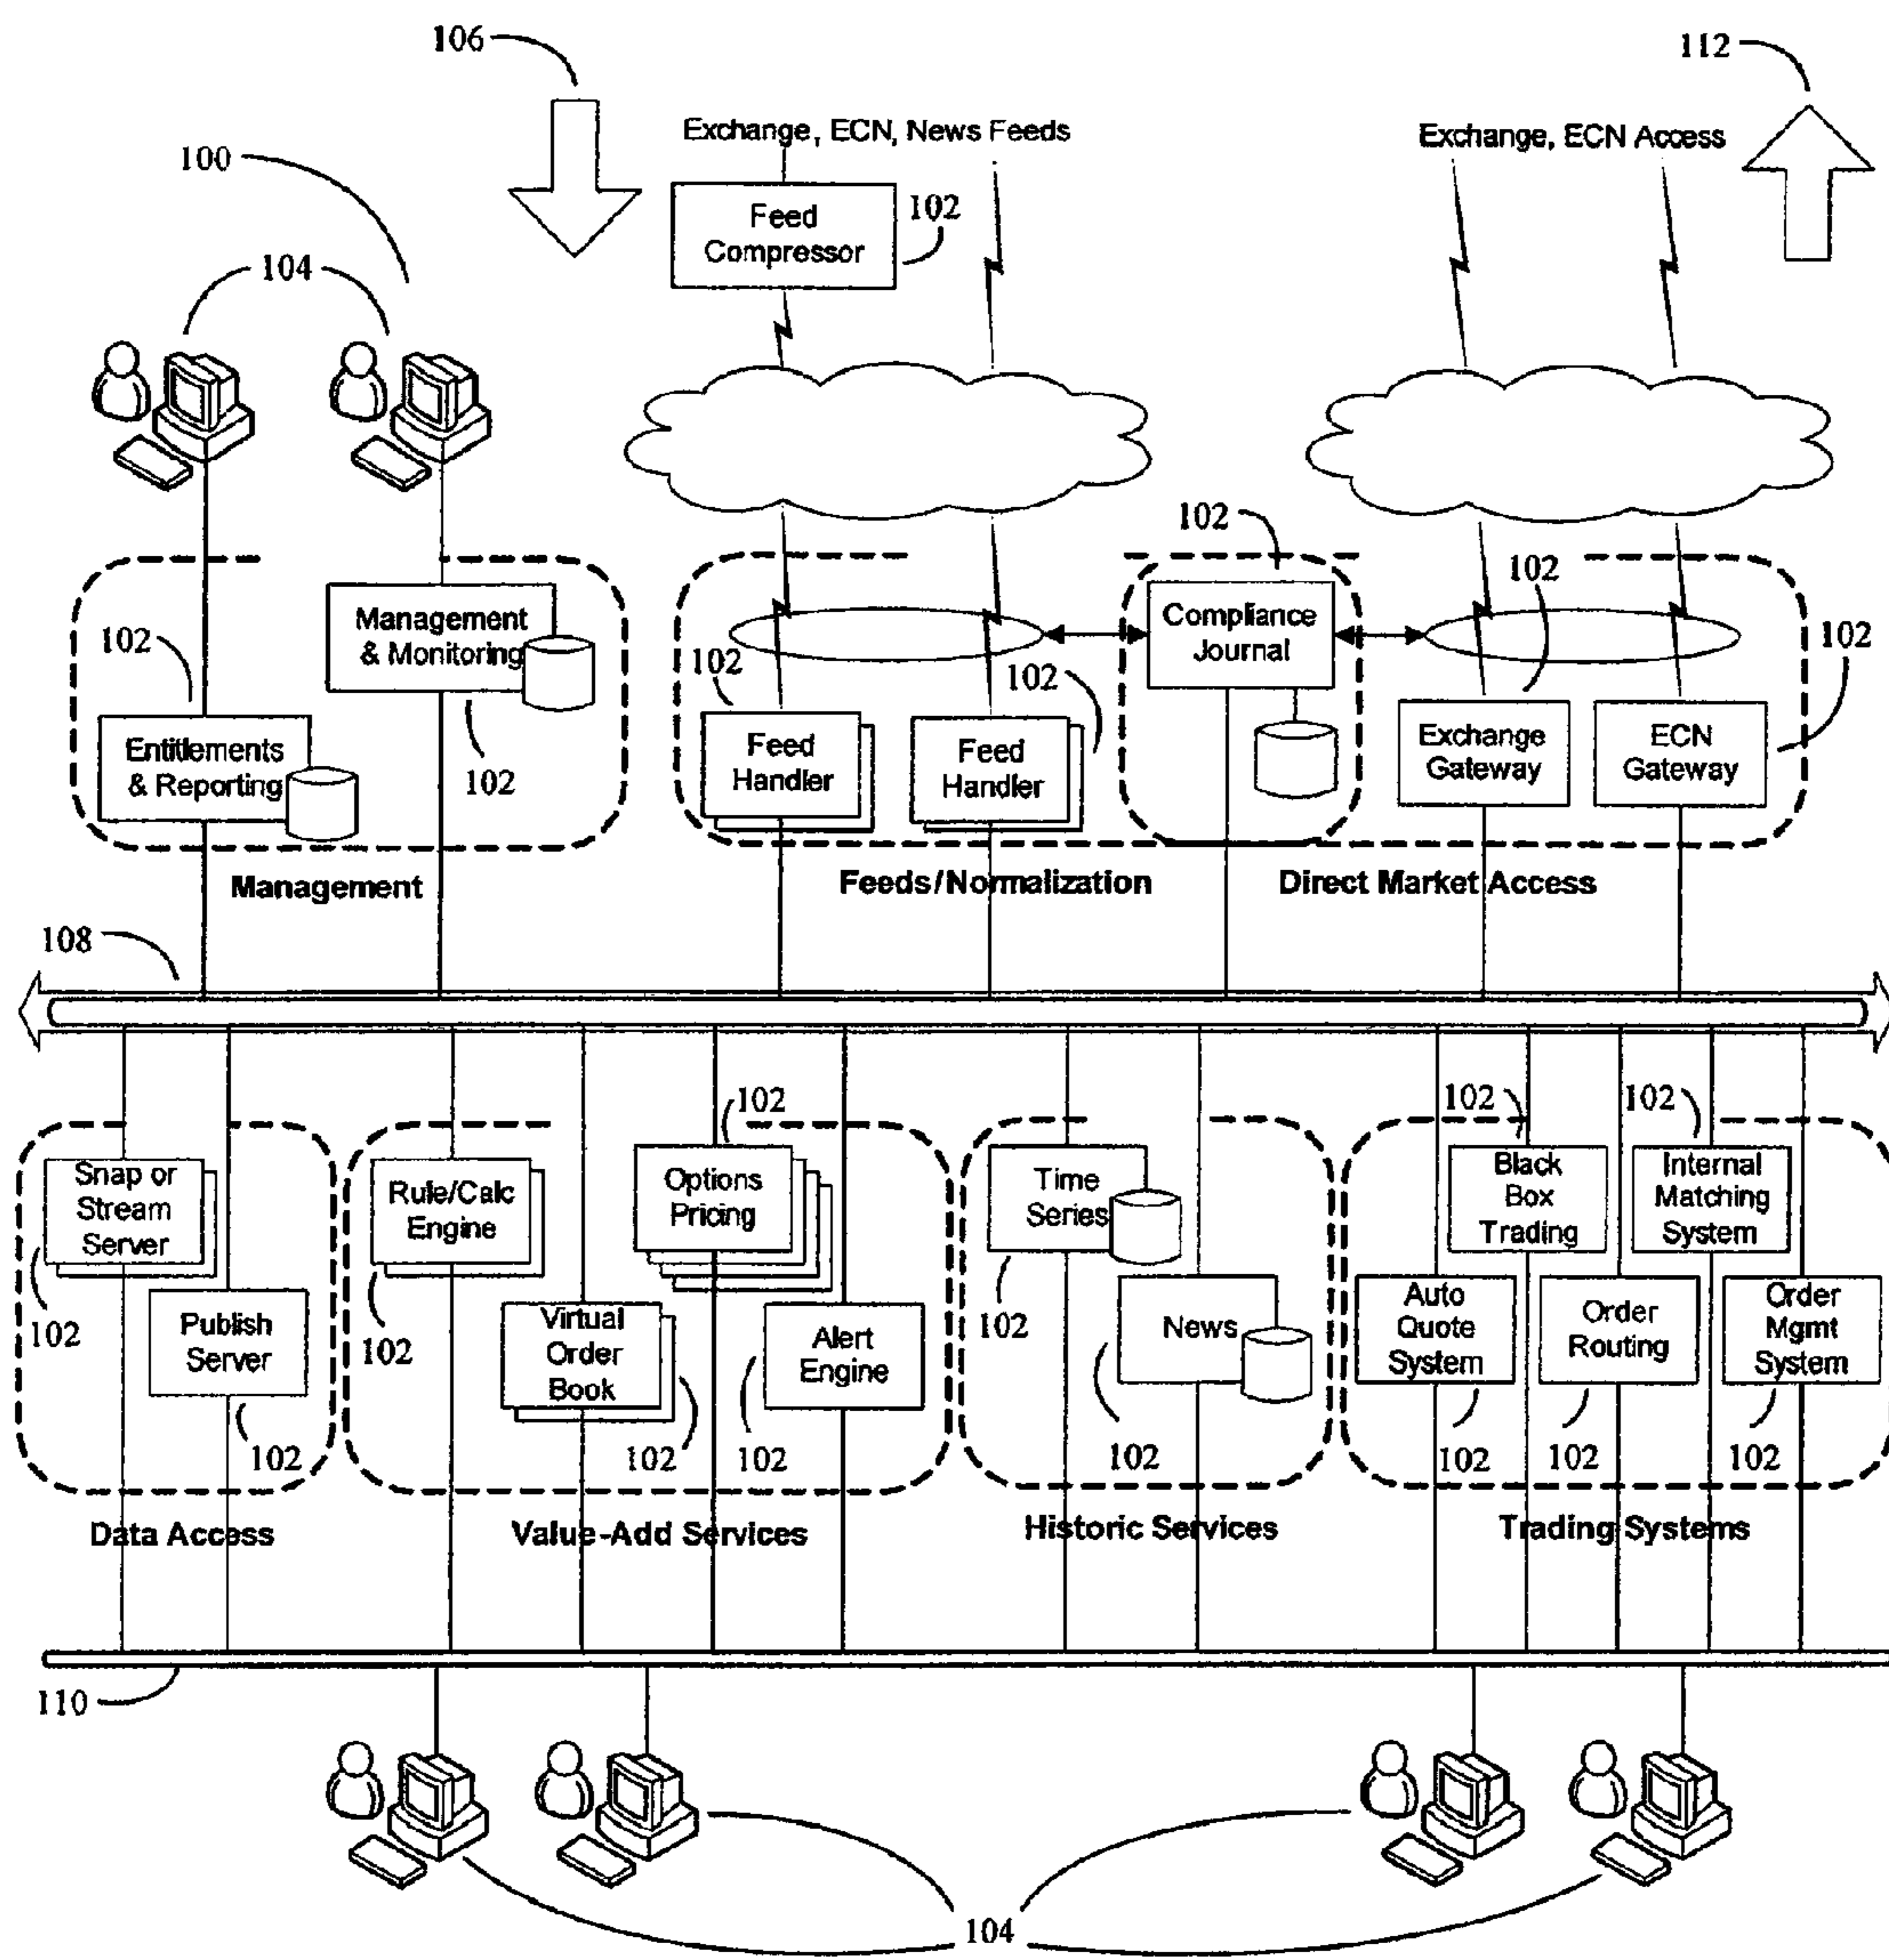 106
112
Exchange, ECN, News Feeds
Exchange, ECN Access
100
Feed
Compressor
102
104
102
Management
& Monitoring
102
Entitlements
& Reporting
102
102
Feed
Handler
102
Feed
Handler
Compliance
Journal
102
Exchange
Gateway
102
ECN
Gateway
Management
Feeds/Normalization
Direct Market Access
108
102
102
102
Snap or
Stream
Server
102
Publish
Server
102
Rule/Calc
Engine
102
Options
Pricing
Virtual
Order
Book
102
Alert
Engine
102
Time
Series
102
News
102
Black
Box
Trading
Internal
Matching
System
Auto
Quote
System
102
Order
Routing
102
Order
Mgmt
System
102
Data Access
Value-Add Services
Historic Services
Trading Systems
110
104